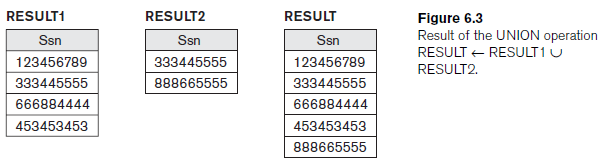 RESULT1
Ssn
123456789
333445555
666884444
453453453
RESULT2
Ssn
333445555
888665555
RESULT
Ssn
123456789
333445555
666884444
453453453
888665555
Figure 6.3
Result of the UNION operation
RESULT ← RESULT1 ∪
RESULT2.